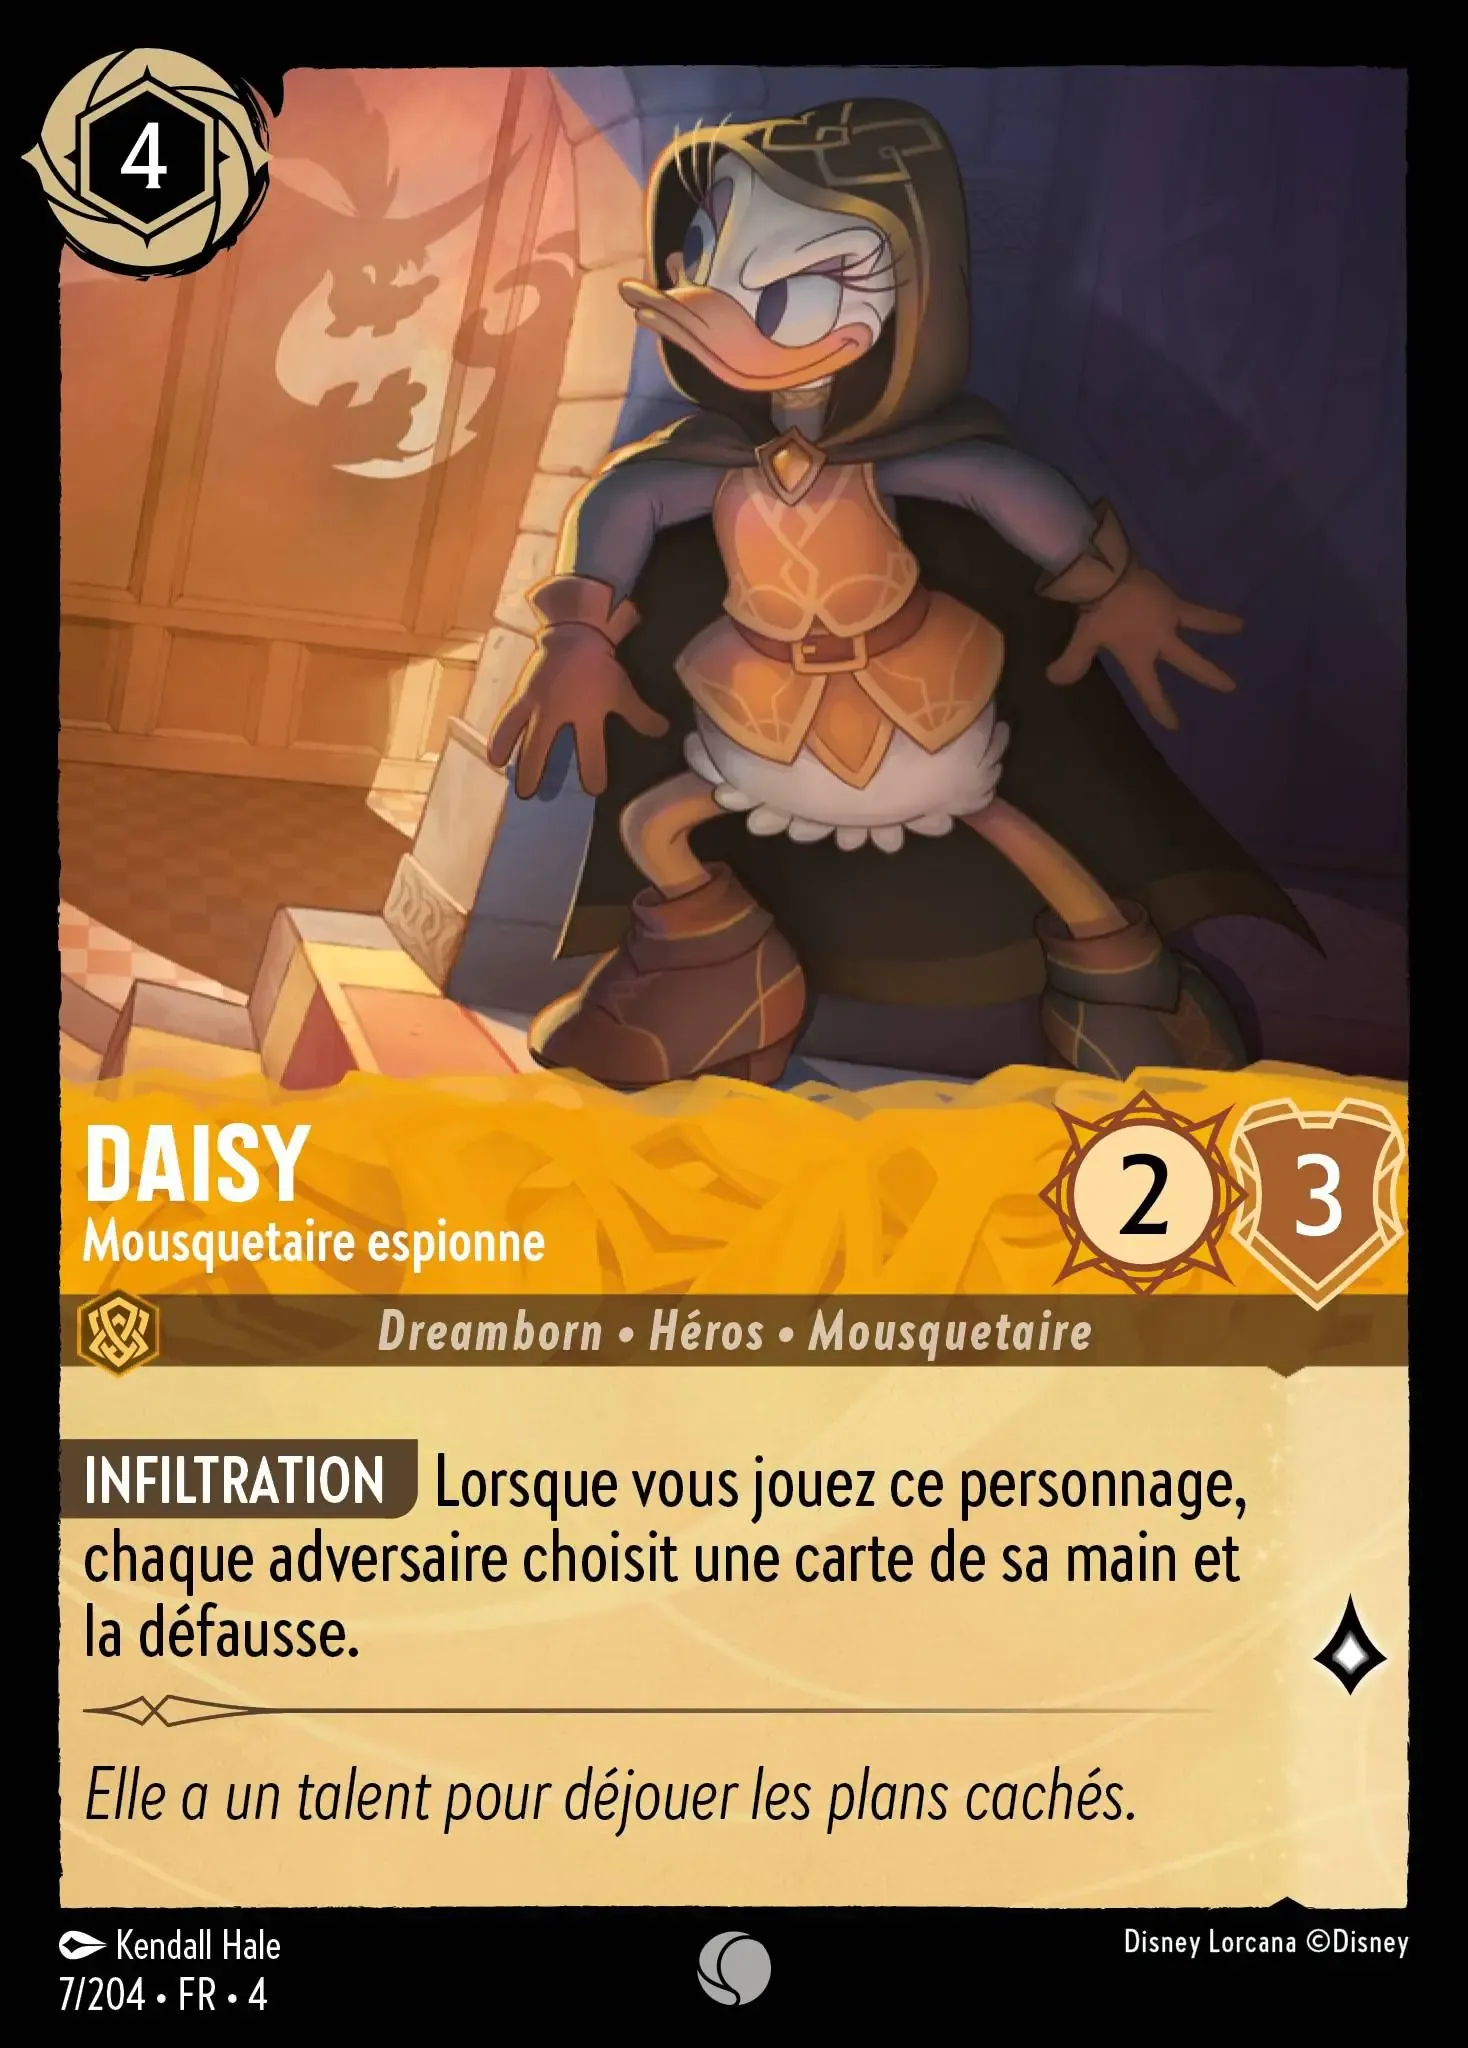 4
DAISY
Mousquetaire espionne
2
3
Dreamborn • Héros • Mousquetaire
INFILTRATION Lorsque vous jouez ce personnage,
chaque adversaire choisit une carte de sa main et
la défausse.
Elle a un talent pour déjouer les plans cachés.
Kendall Hale
Disney Lorcana ©Disney
7/204 • FR • 4